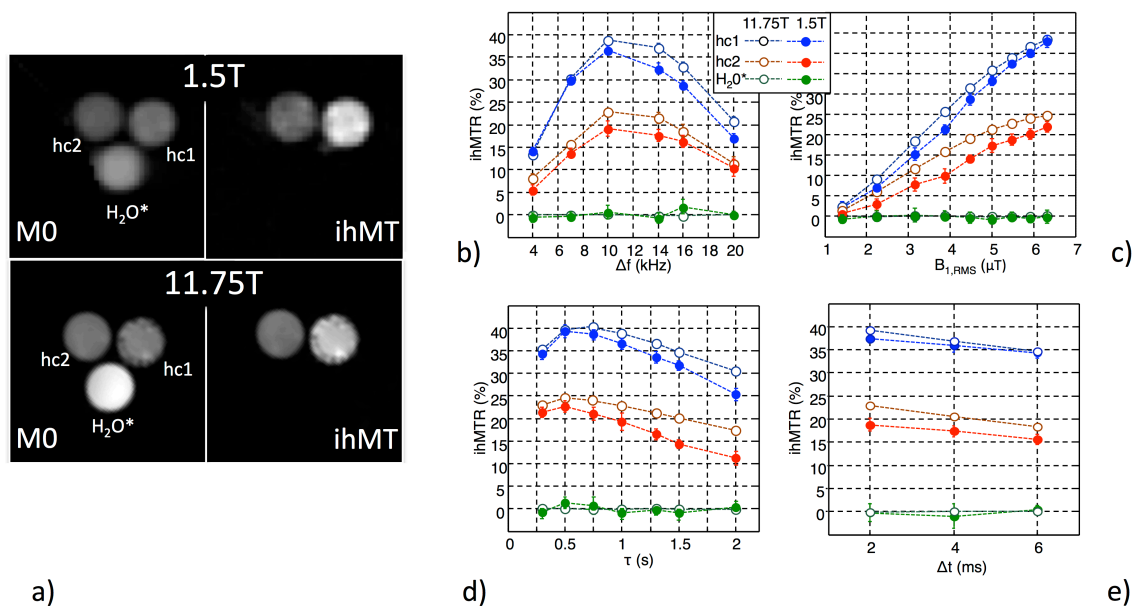 1.5T
hc2
hc1
H₂O*
M0
ihMT
11.75T
hc2
hc1
H₂O*
M0
ihMT
a)
11.75T 1.5T
hc1
hc2
H₂0*
40
35
30
25
20
15
10
5
0
ihMTR (%)
4 6 8 10 12 14 16 18 20
Δf (kHz)
b)
40
35
30
25
20
15
10
5
0
ihMTR (%)
1 2 3 4 5 6 7
B₁,RMS (µT)
c)
40
35
30
25
20
15
10
5
0
ihMTR (%)
0 0.5 1 1.5 2
τ (s)
d)
40
35
30
25
20
15
10
5
0
ihMTR (%)
2 4 6
Δt (ms)
e)